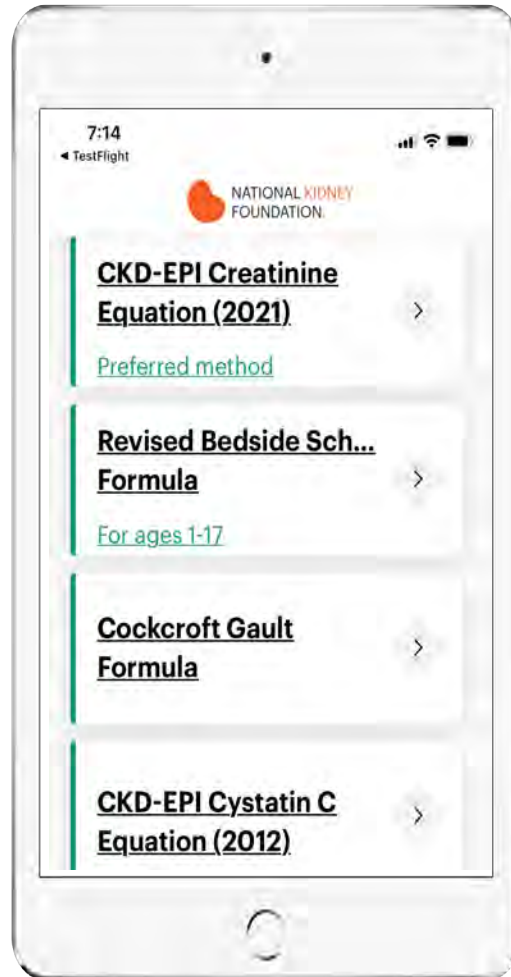 7:14
◄ TestFlight
NATIONAL KIDNEY
FOUNDATION.
CKD-EPI Creatinine
Equation (2021)
Preferred method
Revised Bedside Sch...
Formula
For ages 1-17
Cockcroft Gault
Formula
CKD-EPI Cystatin C
Equation (2012)